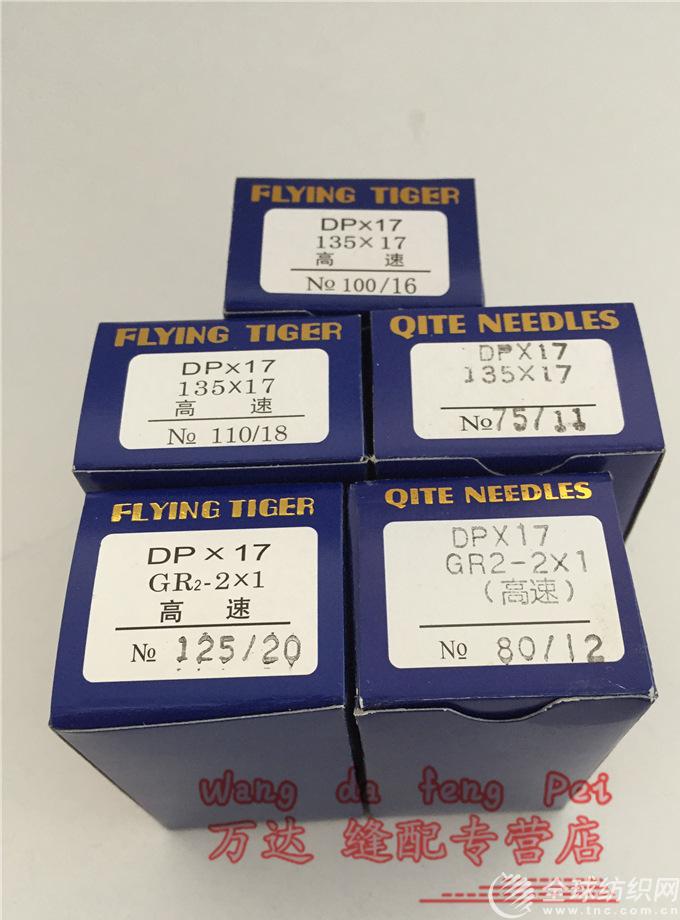 FLYING TIGER
DP×17
135×17
高 速
№ 100/16
FLYING TIGER
DP×17
135×17
高 速
№ 110/18
QITE NEEDLES
DPX17
135X17
№75/11
FLYING TIGER
DP×17
GR2-2×1
高 速
№ 125/20
QITE NEEDLES
DPX17
GR2-2X1
(高速)
№ 80/12
Wang da feng Pei
万达 缝配专营店
全球纺织网
www.tnc.com.cn